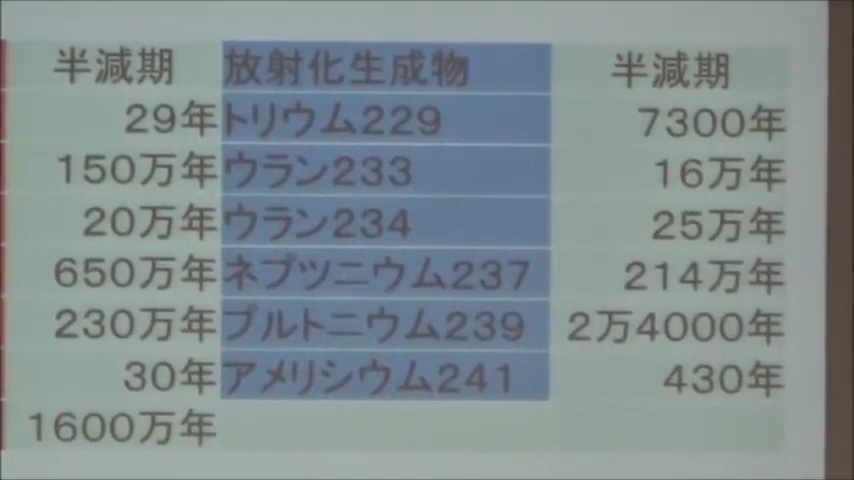 半減期 放射化生成物 半減期
29年 トリウム229 7300年
150万年 ウラン233 16万年
20万年 ウラン234 25万年
650万年 ネプツニウム237 214万年
230万年 プルトニウム239 2万4000年
30年 アメリシウム241 430年
1600万年